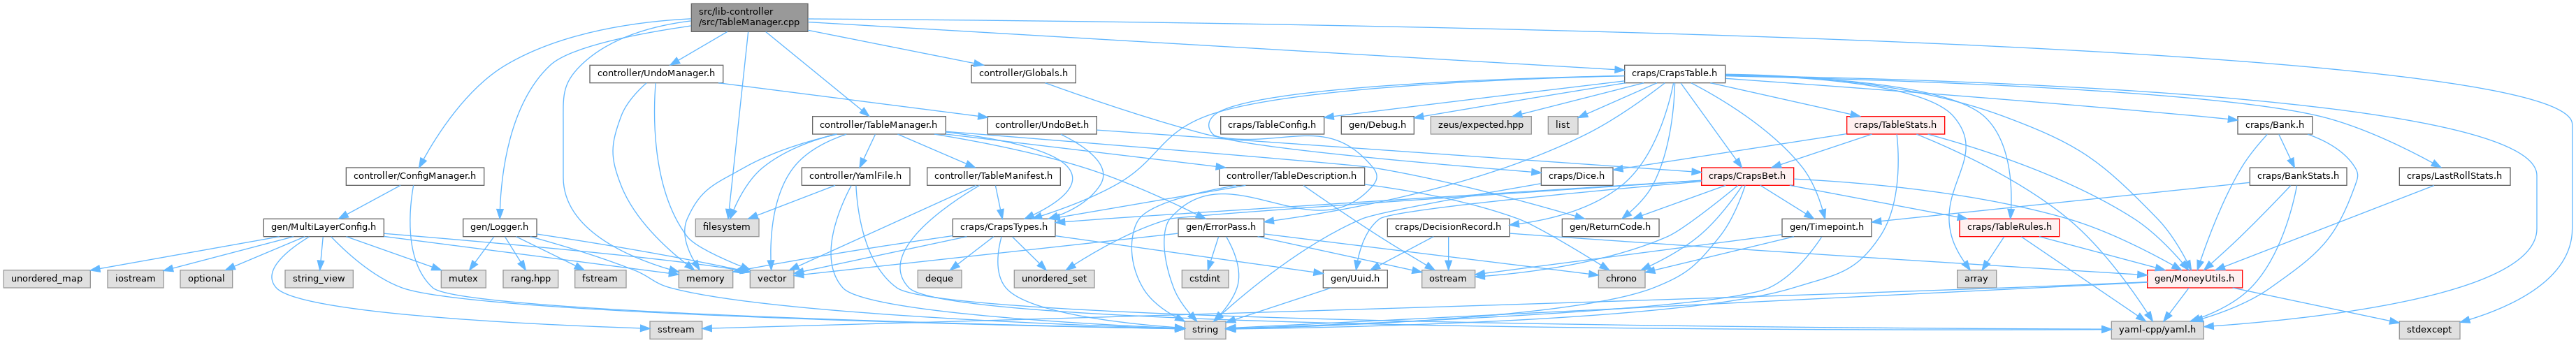 src/lib-controller
/src/TableManager.cpp
controller/UndoManager.h
controller/Globals.h
craps/CrapsTable.h
controller/TableManager.h
controller/UndoBet.h
craps/TableConfig.h
gen/Debug.h
zeus/expected.hpp
list
craps/TableStats.h
craps/Bank.h
controller/ConfigManager.h
controller/YamlFile.h
controller/TableManifest.h
controller/TableDescription.h
craps/Dice.h
craps/CrapsBet.h
craps/BankStats.h
craps/LastRollStats.h
gen/MultiLayerConfig.h
gen/Logger.h
filesystem
craps/CrapsTypes.h
gen/ErrorPass.h
craps/DecisionRecord.h
gen/ReturnCode.h
gen/Timepoint.h
craps/TableRules.h
unordered_map
iostream
optional
string_view
mutex
rang.hpp
fstream
memory
vector
deque
unordered_set
cstdint
gen/Uuid.h
ostream
chrono
array
gen/MoneyUtils.h
sstream
string
yaml-cpp/yaml.h
stdexcept